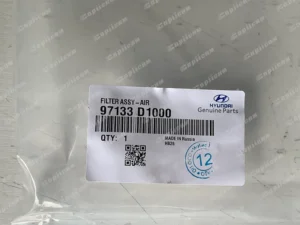 FILTER ASSY-AIR
97133 D1000
HYUNDAI
Genuine Parts
QTY: 1
MADE IN Russia
12